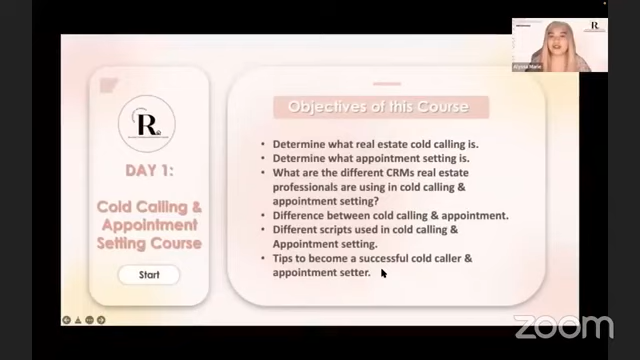 Objectives of this Course
DAY 1:
Cold Calling &
Appointment
Setting Course
Start
• Determine what real estate cold calling is.
• Determine what appointment setting is.
• What are the different CRMs real estate
professionals are using in cold calling &
appointment setting?
• Difference between cold calling & appointment.
• Different scripts used in cold calling &
Appointment setting.
• Tips to become a successful cold caller &
appointment setter.
R
zoom